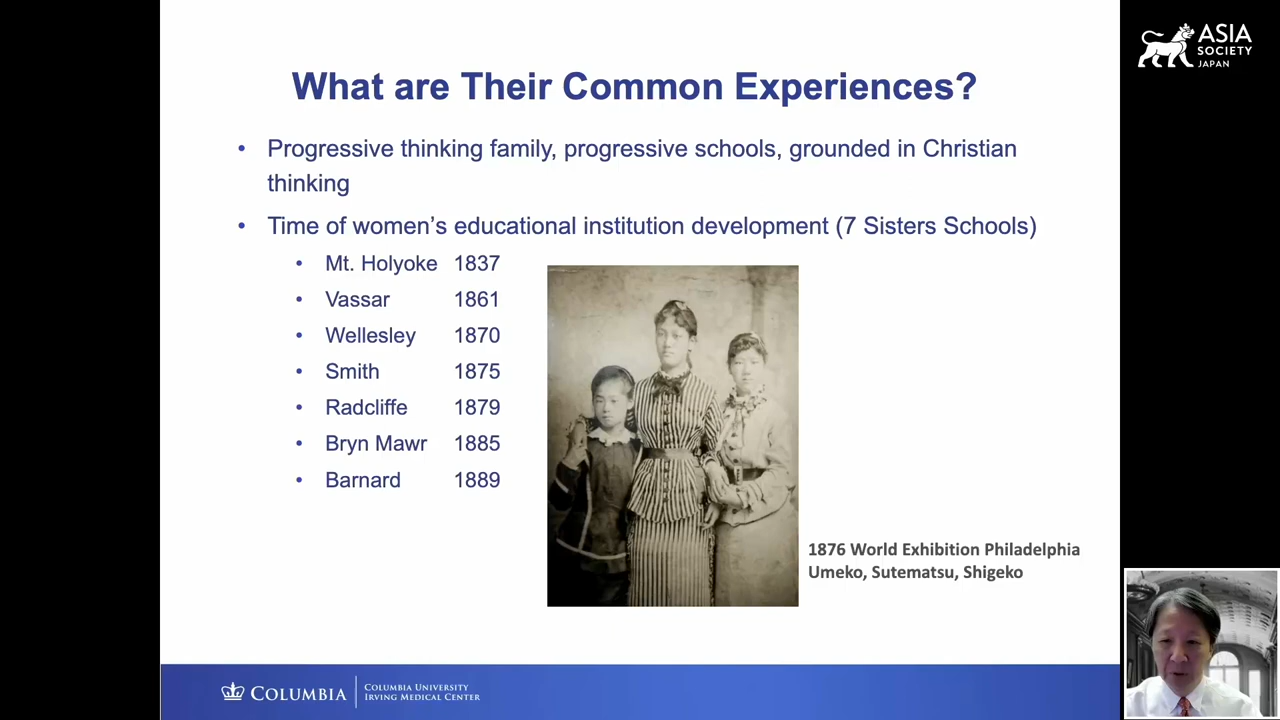 What are Their Common Experiences?
• Progressive thinking family, progressive schools, grounded in Christian
thinking
• Time of women’s educational institution development (7 Sisters Schools)
• Mt. Holyoke 1837
• Vassar 1861
• Wellesley 1870
• Smith 1875
• Radcliffe 1879
• Bryn Mawr 1885
• Barnard 1889
1876 World Exhibition Philadelphia
Umeko, Sutematsu, Shigeko
COLUMBIA
COLUMBIA UNIVERSITY
IRVING MEDICAL CENTER
ASIA
SOCIETY
JAPAN